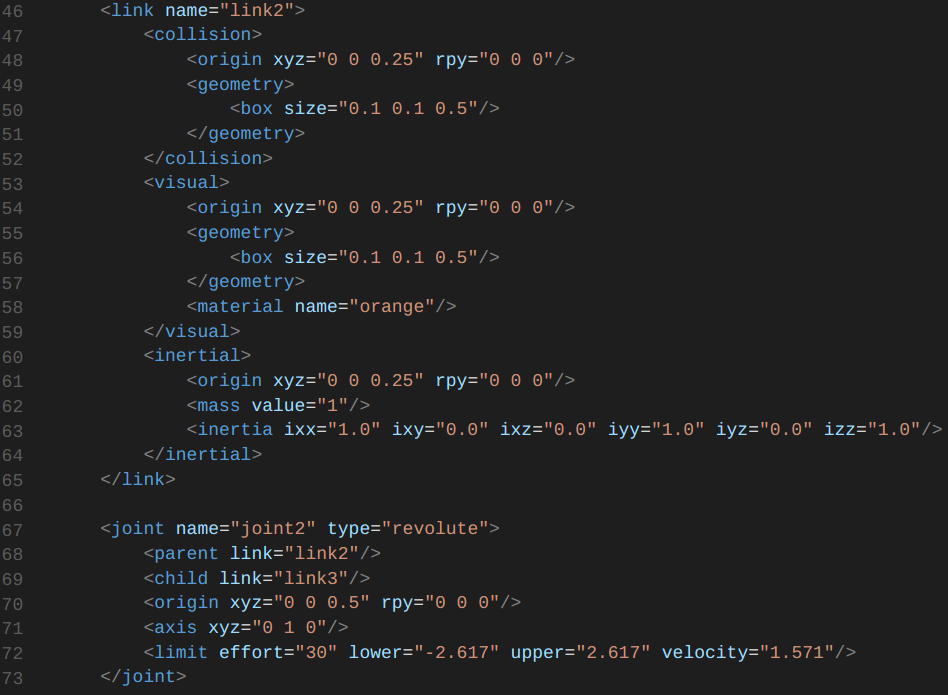 46 <link name="link2">
47 <collision>
48 <origin xyz="0 0 0.25" rpy="0 0 0"/>
49 <geometry>
50 <box size="0.1 0.1 0.5"/>
51 </geometry>
52 </collision>
53 <visual>
54 <origin xyz="0 0 0.25" rpy="0 0 0"/>
55 <geometry>
56 <box size="0.1 0.1 0.5"/>
57 </geometry>
58 <material name="orange"/>
59 </visual>
60 <inertial>
61 <origin xyz="0 0 0.25" rpy="0 0 0"/>
62 <mass value="1"/>
63 <inertia ixx="1.0" ixy="0.0" ixz="0.0" iyy="1.0" iyz="0.0" izz="1.0"/>
64 </inertial>
65 </link>
66
67 <joint name="joint2" type="revolute">
68 <parent link="link2"/>
69 <child link="link3"/>
70 <origin xyz="0 0 0.5" rpy="0 0 0"/>
71 <axis xyz="0 1 0"/>
72 <limit effort="30" lower="-2.617" upper="2.617" velocity="1.571"/>
73 </joint>